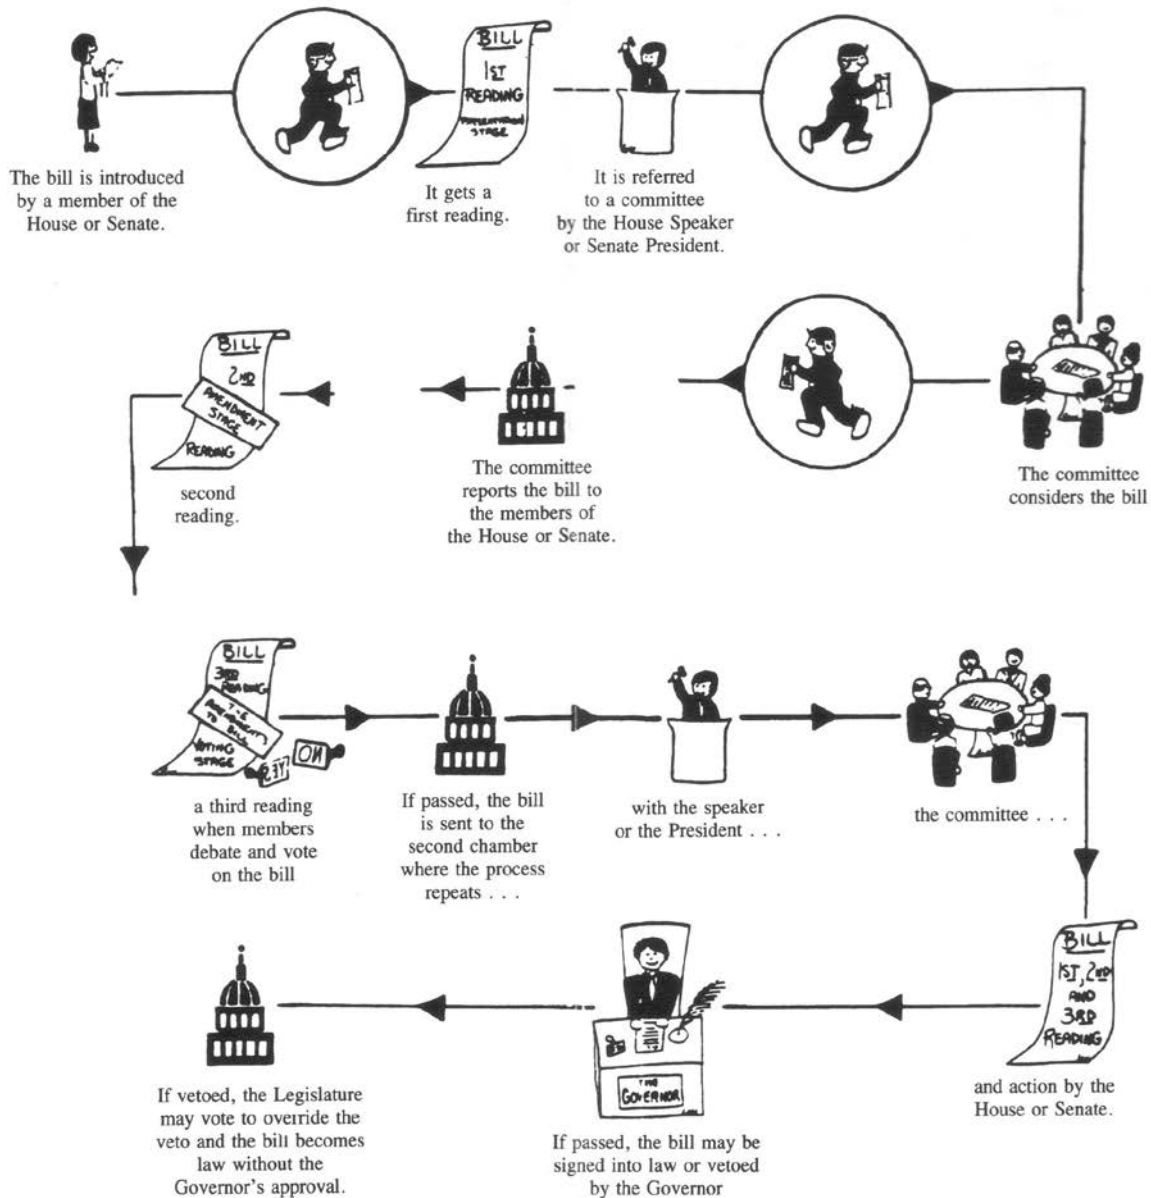 BILL
1ST
READING
PRESENTATION
STAGE
The bill is introduced
by a member of the
House or Senate.
It gets a
first reading.
It is referred
to a committee
by the House Speaker
or Senate President.
BILL
2ND
AMENDMENT
STAGE
READING
second
reading.
The committee
reports the bill to
the members of
the House or Senate.
The committee
considers the bill
BILL
3RD
READING
AMENDMENTS
TO
BILL
VOTING
STAGE
YES
NO
a third reading
when members
debate and vote
on the bill
If passed, the bill
is sent to the
second chamber
where the process
repeats . . .
with the speaker
or the President . . .
the committee . . .
BILL
1ST, 2ND
AND
3RD
READING
and action by the
House or Senate.
THE
GOVERNOR
If passed, the bill may be
signed into law or vetoed
by the Governor
If vetoed, the Legislature
may vote to override the
veto and the bill becomes
law without the
Governor's approval.